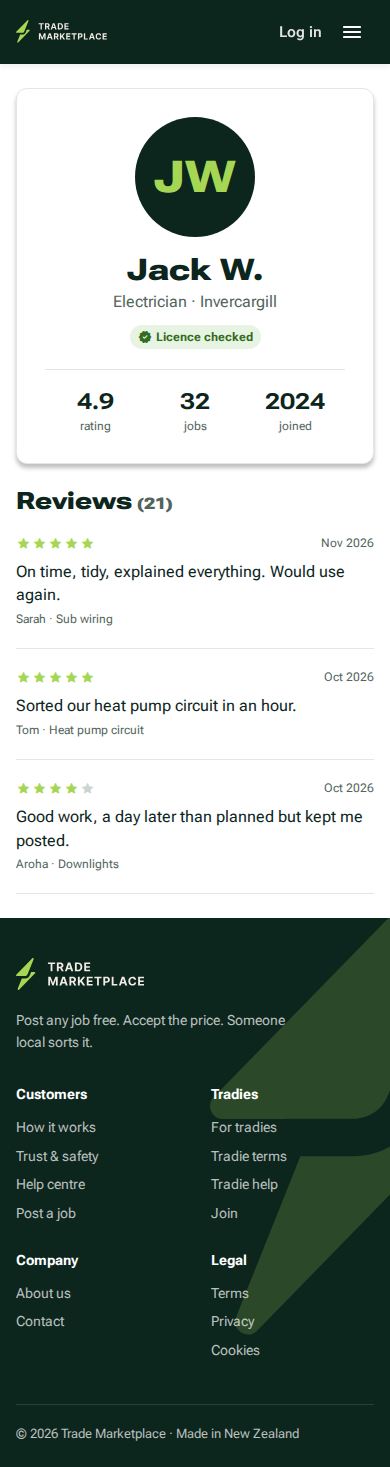 TRADE
MARKETPLACE
Log in
JW
Jack W.
Electrician · Invercargill
Licence checked
4.9
32
2024
rating
jobs
joined
Reviews (21)
Nov 2026
On time, tidy, explained everything. Would use
again.
Sarah · Sub wiring
Oct 2026
Sorted our heat pump circuit in an hour.
Tom · Heat pump circuit
Oct 2026
Good work, a day later than planned but kept me
posted.
Aroha · Downlights
TRADE
MARKETPLACE
Post any job free. Accept the price. Someone
local sorts it.
Customers
How it works
Trust & safety
Help centre
Post a job
Tradies
For tradies
Tradie terms
Tradie help
Join
Company
About us
Contact
Legal
Terms
Privacy
Cookies
© 2026 Trade Marketplace · Made in New Zealand